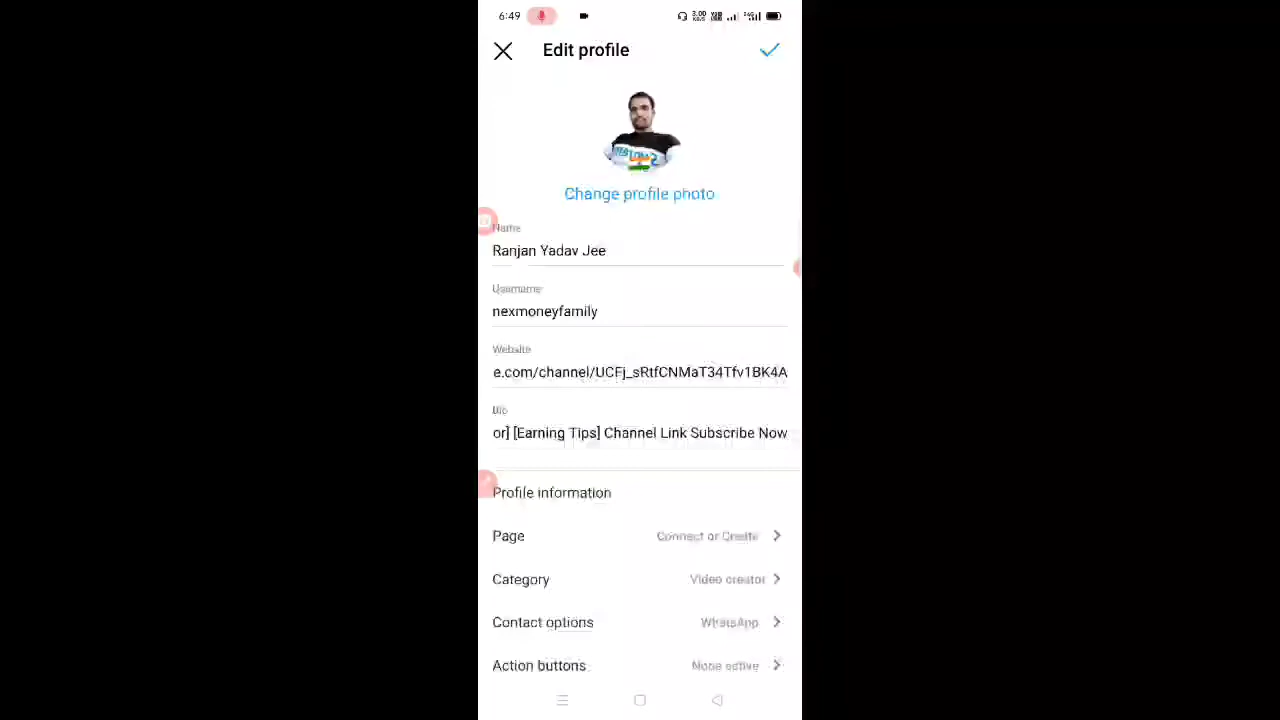 6:49
Edit profile
Change profile photo
Name
Ranjan Yadav Jee
Username
nexmoneyfamily
Website
e.com/channel/UCFj_sRtfCNMaT34Tfv1BK4A
Bio
or] [Earning Tips] Channel Link Subscribe Now
Profile information
Page Connect or Create
Category Video creator
Contact options WhatsApp
Action buttons None active